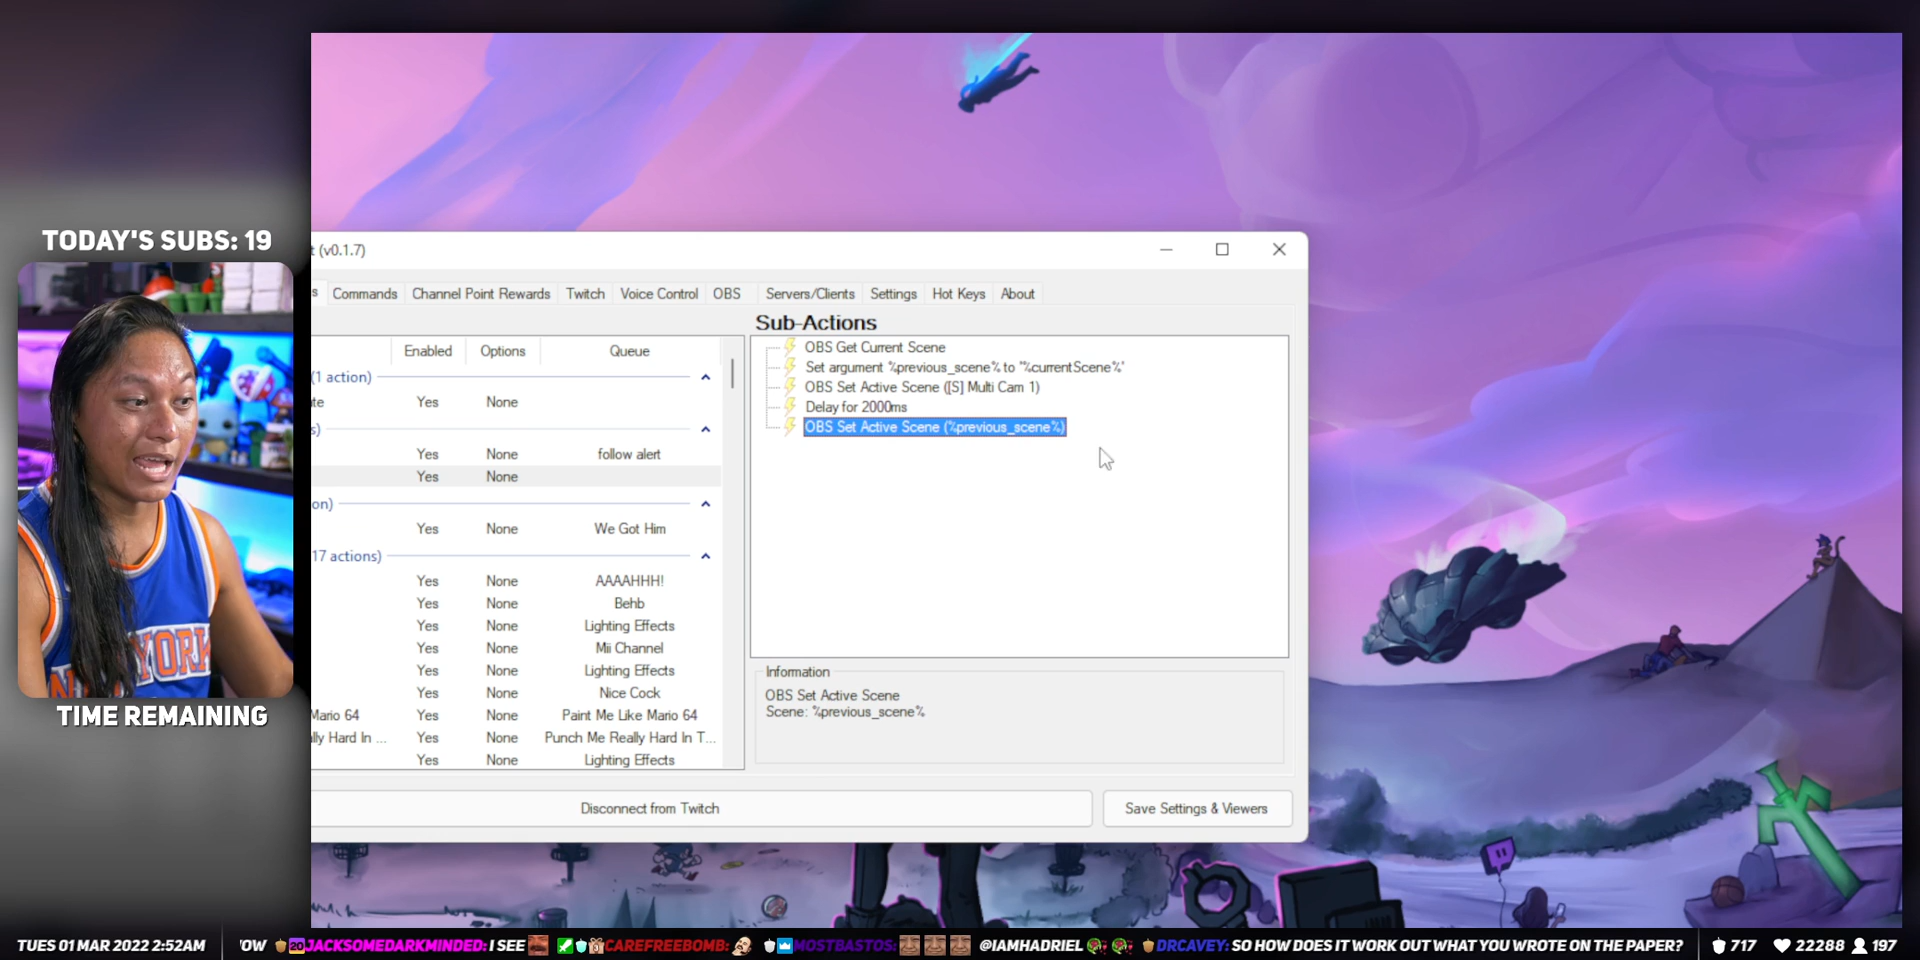 TODAY'S SUBS: 19
TIME REMAINING
t (v0.1.7)
s Commands Channel Point Rewards Twitch Voice Control OBS Servers/Clients Settings Hot Keys About
Sub-Actions
Enabled Options Queue
(1 action)
te Yes None
s)
Yes None follow alert
Yes None
on)
Yes None We Got Him
17 actions)
Yes None AAAAHHH!
Yes None Behb
Yes None Lighting Effects
Yes None Mii Channel
Yes None Lighting Effects
Yes None Nice Cock
Mario 64 Yes None Paint Me Like Mario 64
lly Hard In ... Yes None Punch Me Really Hard In T...
Yes None Lighting Effects
OBS Get Current Scene
Set argument %previous_scene% to "%currentScene%'
OBS Set Active Scene ([S] Multi Cam 1)
Delay for 2000ms
OBS Set Active Scene (%previous_scene%)
Information
OBS Set Active Scene
Scene: %previous_scene%
Disconnect from Twitch
Save Settings & Viewers
TUES 01 MAR 2022 2:52AM 'OW 20 JACKSOMEDARKMINDED: I SEE CAREFREEBOMB: MOSTBASTOS: @IAMHADRIEL DRCAVEY: SO HOW DOES IT WORK OUT WHAT YOU WROTE ON THE PAPER? 717 22288 197